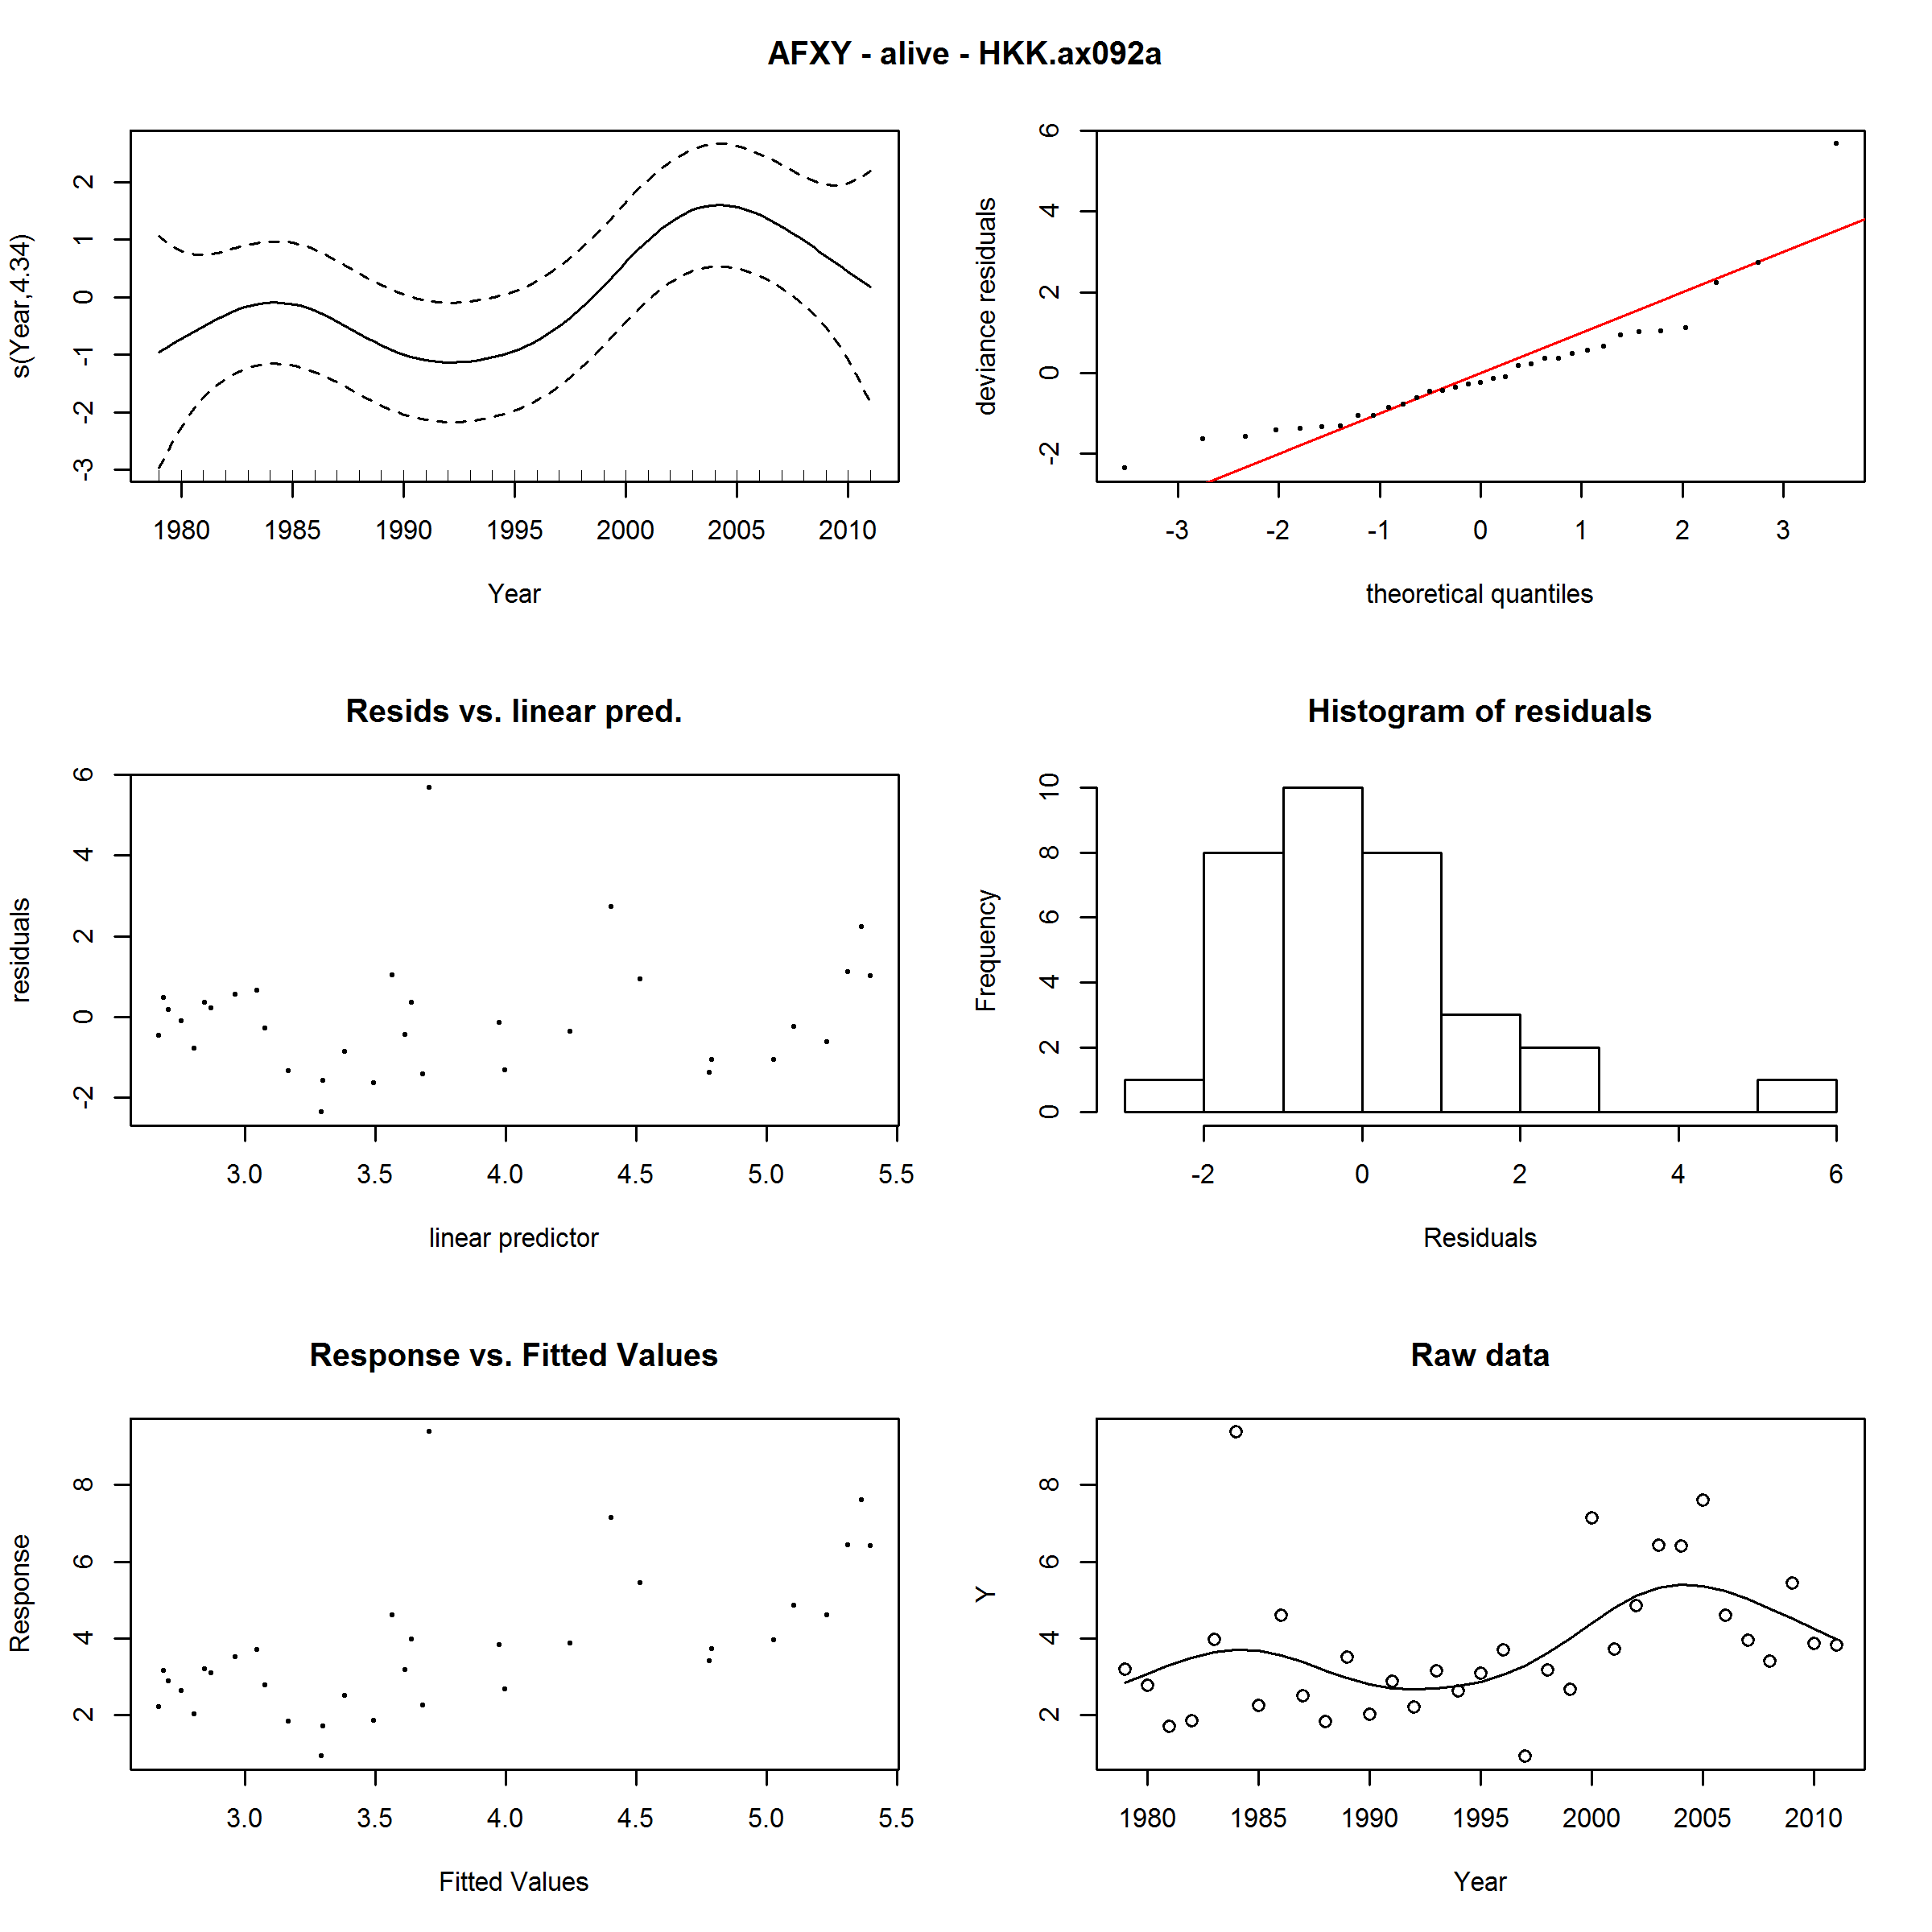 AFXY - alive - HKK.ax092a
s(Year,4.34)
2
1
0
-1
-2
-3
1980 1985 1990 1995 2000 2005 2010
Year
deviance residuals
6
4
2
0
-2
-3 -2 -1 0 1 2 3
theoretical quantiles
Resids vs. linear pred.
residuals
6
4
2
0
-2
3.0 3.5 4.0 4.5 5.0 5.5
linear predictor
Histogram of residuals
Frequency
10
8
6
4
2
0
-2 0 2 4 6
Residuals
Response vs. Fitted Values
Response
8
6
4
2
3.0 3.5 4.0 4.5 5.0 5.5
Fitted Values
Raw data
Y
8
6
4
2
1980 1985 1990 1995 2000 2005 2010
Year